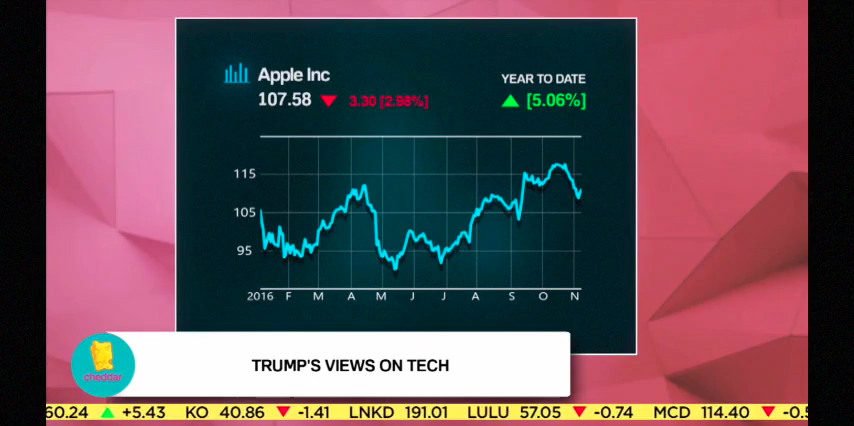 Apple Inc
107.58 ▼ 3.30 [2.98%]
YEAR TO DATE
▲ [5.06%]
115
105
95
2016 F M A M J J A S O N
cheddar
TRUMP'S VIEWS ON TECH
60.24 ▲ +5.43 KO 40.86 ▼ -1.41 LNKD 191.01 LULU 57.05 ▼ -0.74 MCD 114.40 ▼